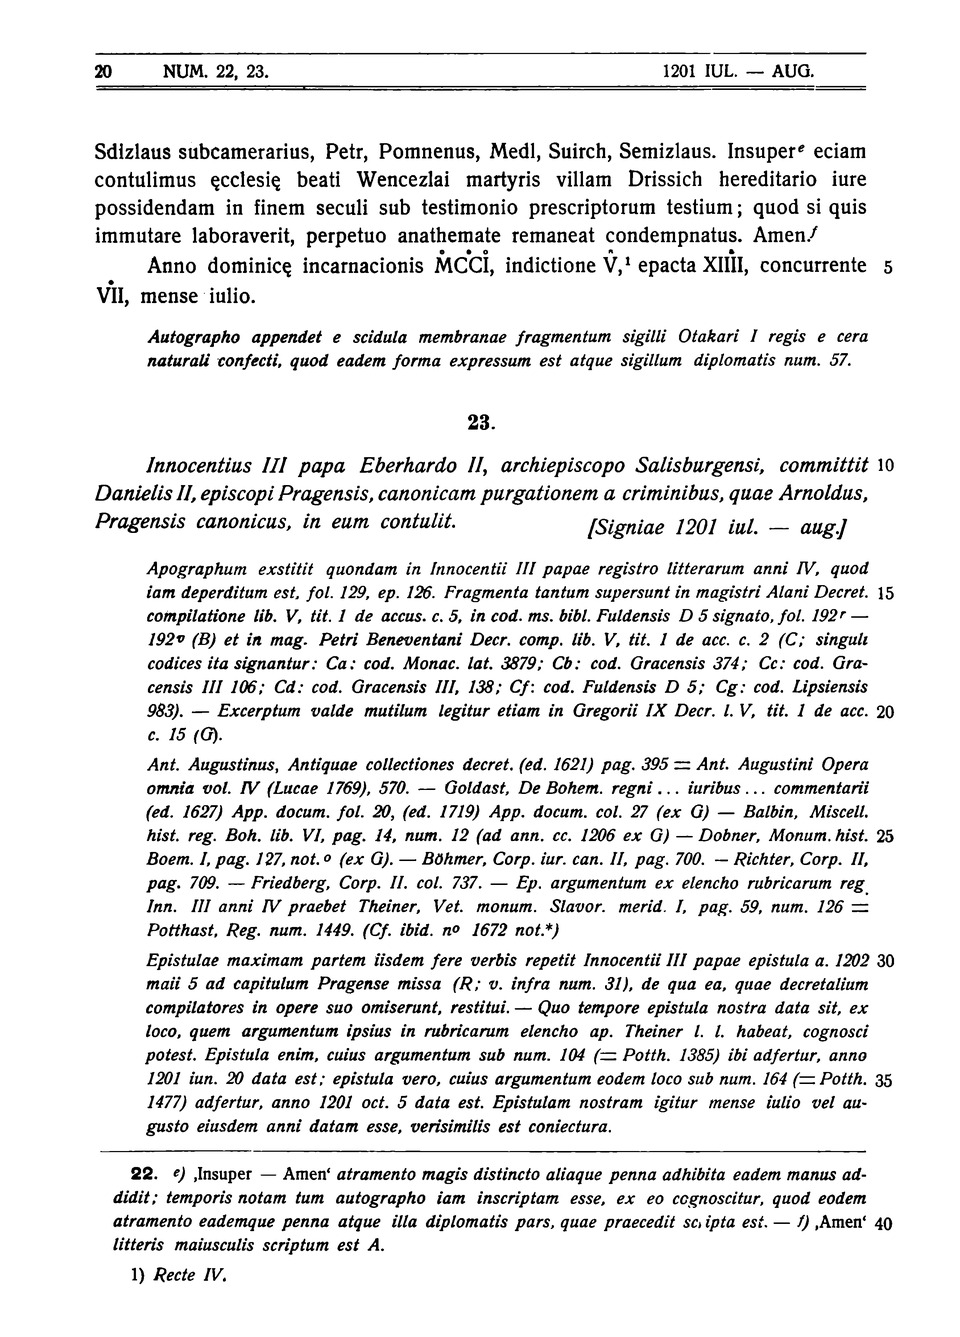 20 NUM. 22, 23. 1201 IUL. — AUG.
Sdizlaus subcamerarius, Petr, Pomnenus, Medl, Suirch, Semizlaus. Insuperᵉ eciam
contulimus ęcclesię beati Wencezlai martyris villam Drissich hereditario iure
possidendam in finem seculi sub testimonio prescriptorum testium; quod si quis
immutare laboraverit, perpetuo anathemate remaneat condempnatus. Amen.ᶠ
Anno dominicę incarnacionis ṀCĊI̊, indictione V̂,¹ epacta XIIİI, concurrente 5
V̇II, mense iulio.
Autographo appendet e scidula membranae fragmentum sigilli Otakari I regis e cera
naturali confecti, quod eadem forma expressum est atque sigillum diplomatis num. 57.
23.
Innocentius III papa Eberhardo II, archiepiscopo Salisburgensi, committit 10
Danielis II, episcopi Pragensis, canonicam purgationem a criminibus, quae Arnoldus,
Pragensis canonicus, in eum contulit. [Signiae 1201 iul. — aug.]
Apographum exstitit quondam in Innocentii III papae registro litterarum anni IV, quod
iam deperditum est, fol. 129, ep. 126. Fragmenta tantum supersunt in magistri Alani Decret. 15
compilatione lib. V, tit. 1 de accus. c. 5, in cod. ms. bibl. Fuldensis D 5 signato, fol. 192ʳ —
192ᵛ (B) et in mag. Petri Beneventani Decr. comp. lib. V, tit. 1 de acc. c. 2 (C; singuli
codices ita signantur: Ca: cod. Monac. lat. 3879; Cb: cod. Gracensis 374; Cc: cod. Gra-
censis III 106; Cd: cod. Gracensis III, 138; Cf: cod. Fuldensis D 5; Cg: cod. Lipsiensis
983). — Excerptum valde mutilum legitur etiam in Gregorii IX Decr. l. V, tit. 1 de acc. 20
c. 15 (G).
Ant. Augustinus, Antiquae collectiones decret. (ed. 1621) pag. 395 = Ant. Augustini Opera
omnia vol. IV (Lucae 1769), 570. — Goldast, De Bohem. regni ... iuribus ... commentarii
(ed. 1627) App. docum. fol. 20, (ed. 1719) App. docum. col. 27 (ex G) — Balbin, Miscell.
hist. reg. Boh. lib. VI, pag. 14, num. 12 (ad ann. cc. 1206 ex G) — Dobner, Monum. hist. 25
Boem. I, pag. 127, not. º (ex G). — Böhmer, Corp. iur. can. II, pag. 700. — Richter, Corp. II,
pag. 709. — Friedberg, Corp. II. col. 737. — Ep. argumentum ex elencho rubricarum reg.
Inn. III anni IV praebet Theiner, Vet. monum. Slavor. merid. I, pag. 59, num. 126 =
Potthast, Reg. num. 1449. (Cf. ibid. nº 1672 not.*)
Epistulae maximam partem iisdem fere verbis repetit Innocentii III papae epistula a. 1202 30
maii 5 ad capitulum Pragense missa (R; v. infra num. 31), de qua ea, quae decretalium
compilatores in opere suo omiserunt, restitui. — Quo tempore epistula nostra data sit, ex
loco, quem argumentum ipsius in rubricarum elencho ap. Theiner l. l. habeat, cognosci
potest. Epistula enim, cuius argumentum sub num. 104 (= Potth. 1385) ibi adfertur, anno
1201 iun. 20 data est; epistula vero, cuius argumentum eodem loco sub num. 164 (= Potth. 35
1477) adfertur, anno 1201 oct. 5 data est. Epistulam nostram igitur mense iulio vel au-
gusto eiusdem anni datam esse, verisimilis est coniectura.
22. ᵉ) ‚Insuper — Amen‘ atramento magis distincto aliaque penna adhibita eadem manus ad-
didit; temporis notam tum autographo iam inscriptam esse, ex eo cognoscitur, quod eodem
atramento eademque penna atque illa diplomatis pars, quae praecedit scripta est. — ᶠ) ‚Amen‘ 40
litteris maiusculis scriptum est A.
1) Recte IV.